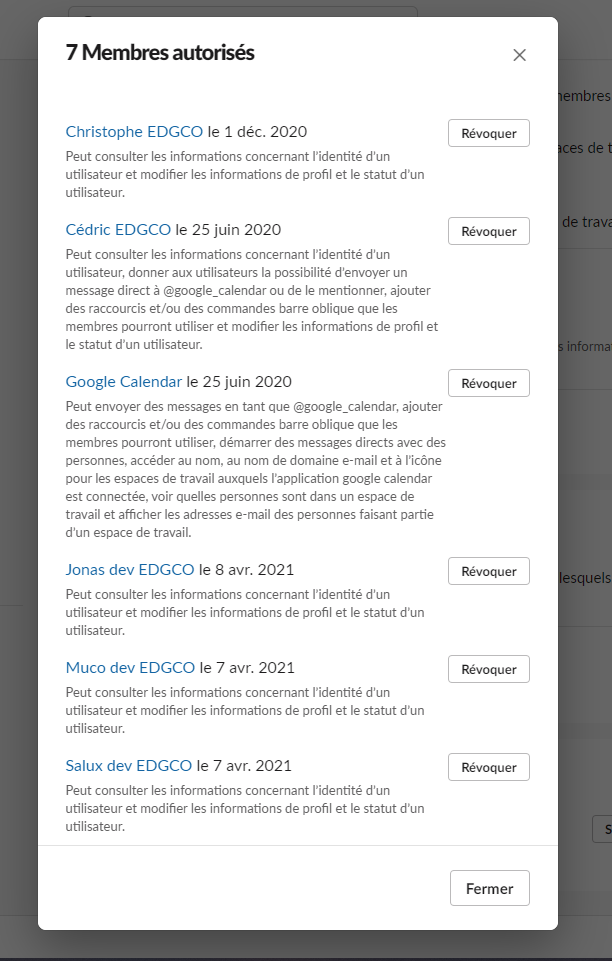 7 Membres autorisés
Christophe EDGCO le 1 déc. 2020
Révoquer
Peut consulter les informations concernant l'identité d'un
utilisateur et modifier les informations de profil et le statut d'un
utilisateur.
Cédric EDGCO le 25 juin 2020
Révoquer
Peut consulter les informations concernant l'identité d'un
utilisateur, donner aux utilisateurs la possibilité d'envoyer un
message direct à @google_calendar ou de le mentionner, ajouter
des raccourcis et/ou des commandes barre oblique que les
membres pourront utiliser et modifier les informations de profil et
le statut d'un utilisateur.
Google Calendar le 25 juin 2020
Révoquer
Peut envoyer des messages en tant que @google_calendar, ajouter
des raccourcis et/ou des commandes barre oblique que les
membres pourront utiliser, démarrer des messages directs avec des
personnes, accéder au nom, au nom de domaine e-mail et à l'icône
pour les espaces de travail auxquels l'application google calendar
est connectée, voir quelles personnes sont dans un espace de
travail et afficher les adresses e-mail des personnes faisant partie
d'un espace de travail.
Jonas dev EDGCO le 8 avr. 2021
Révoquer
Peut consulter les informations concernant l'identité d'un
utilisateur et modifier les informations de profil et le statut d'un
utilisateur.
Muco dev EDGCO le 7 avr. 2021
Révoquer
Peut consulter les informations concernant l'identité d'un
utilisateur et modifier les informations de profil et le statut d'un
utilisateur.
Salux dev EDGCO le 7 avr. 2021
Révoquer
Peut consulter les informations concernant l'identité d'un
utilisateur et modifier les informations de profil et le statut d'un
utilisateur.
Fermer
lesquels